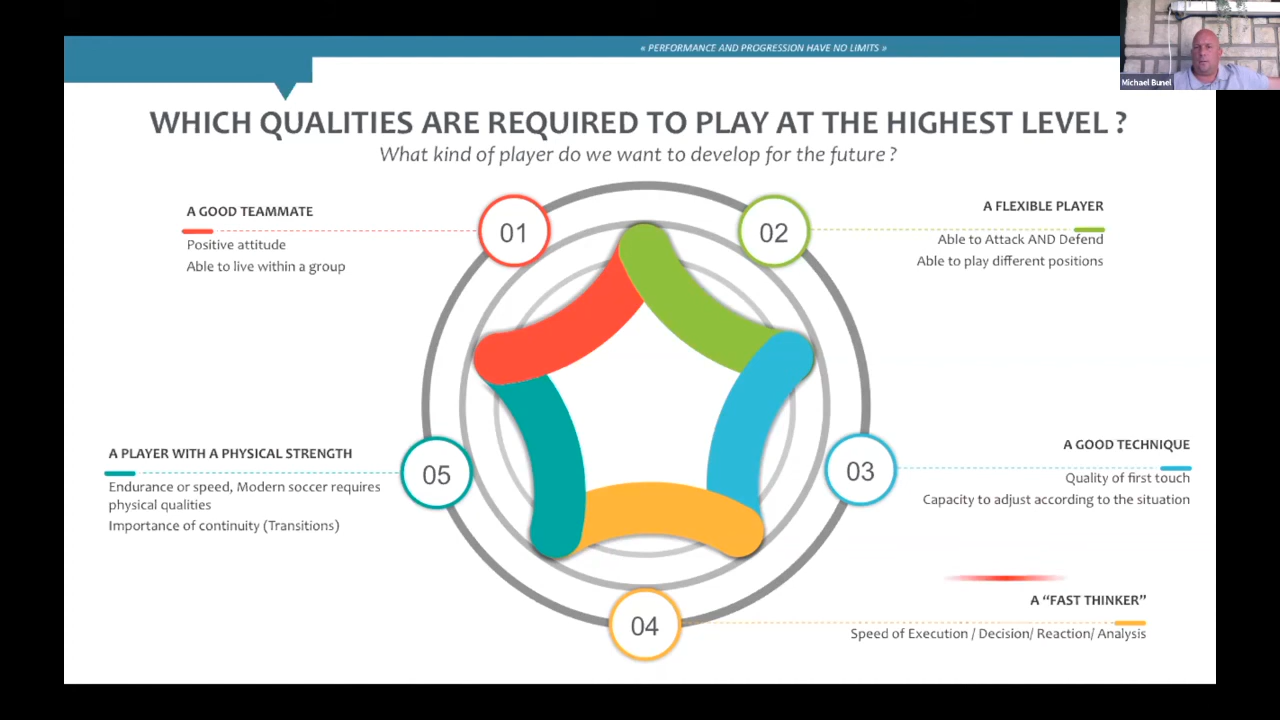 « PERFORMANCE AND PROGRESSION HAVE NO LIMITS »
Michael Bunel
WHICH QUALITIES ARE REQUIRED TO PLAY AT THE HIGHEST LEVEL ?
What kind of player do we want to develop for the future ?
A GOOD TEAMMATE
Positive attitude
Able to live within a group
01
02
A FLEXIBLE PLAYER
Able to Attack AND Defend
Able to play different positions
A PLAYER WITH A PHYSICAL STRENGTH
Endurance or speed, Modern soccer requires
physical qualities
Importance of continuity (Transitions)
05
03
A GOOD TECHNIQUE
Quality of first touch
Capacity to adjust according to the situation
04
A “FAST THINKER”
Speed of Execution / Decision/ Reaction/ Analysis